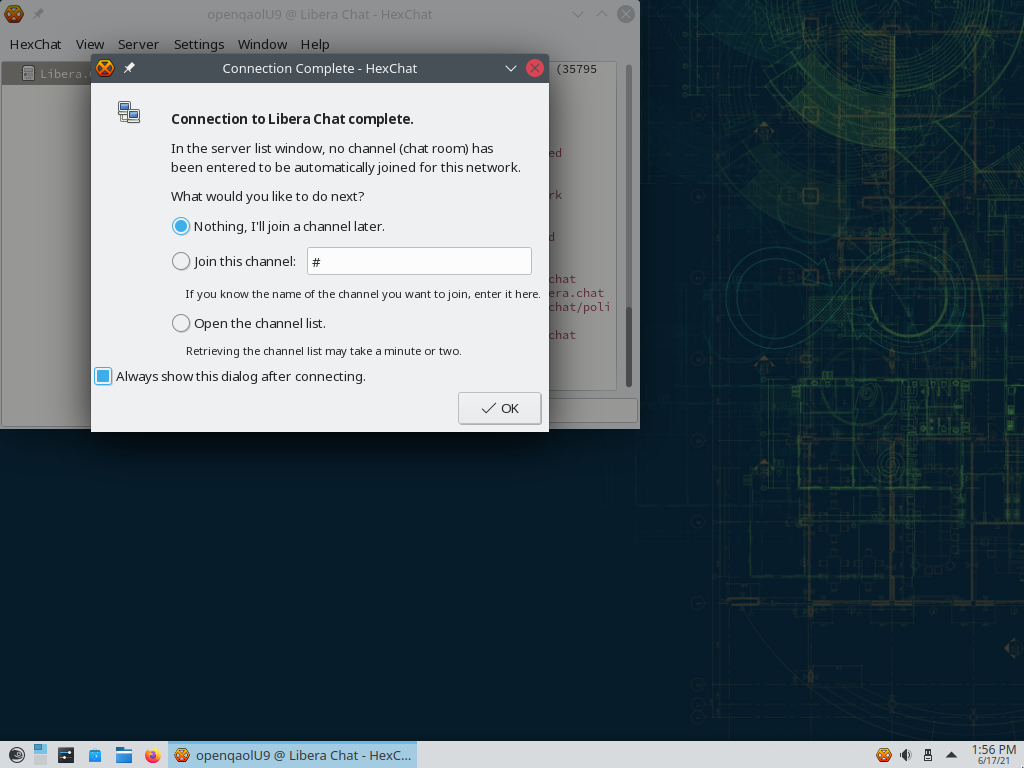 openqaolU9 @ Libera Chat - HexChat
HexChat View Server Settings Window Help
Libera.
(35795
Connection Complete - HexChat
Connection to Libera Chat complete.
In the server list window, no channel (chat room) has
been entered to be automatically joined for this network.
What would you like to do next?
Nothing, I'll join a channel later.
Join this channel: #
If you know the name of the channel you want to join, enter it here.
Open the channel list.
Retrieving the channel list may take a minute or two.
Always show this dialog after connecting.
OK
ed
rk
d
chat
era.chat
chat/poli
chat
openqaolU9 @ Libera Chat - HexC...
1:56 PM
6/17/21